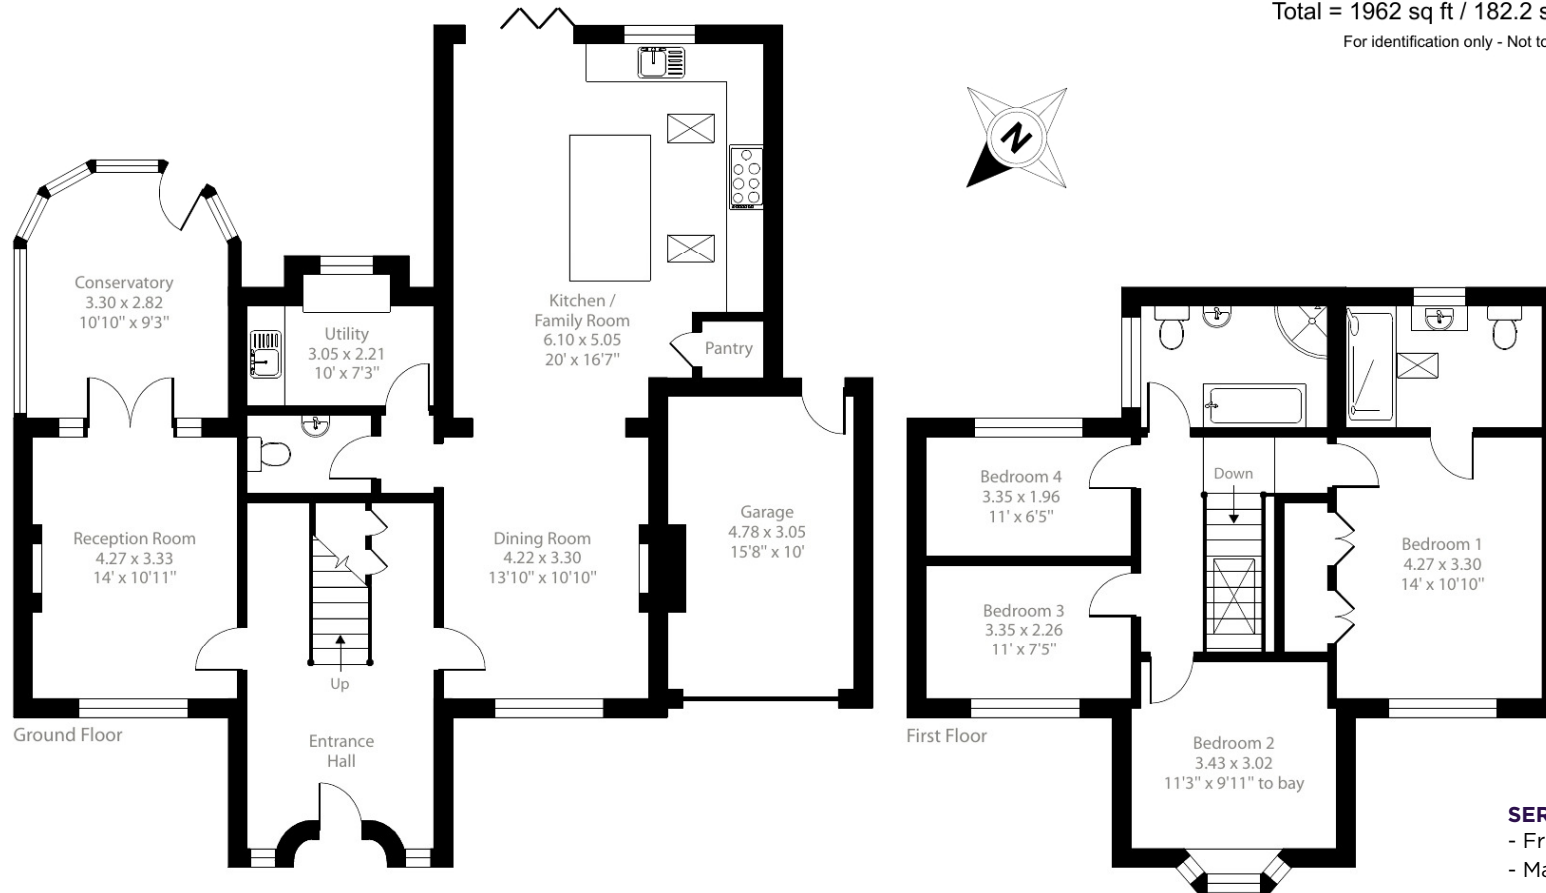 Total = 1962 sq ft / 182.2 s
For identification only - Not to
N
Conservatory
3.30 x 2.82
10'10" x 9'3"
Utility
3.05 x 2.21
10' x 7'3"
Kitchen /
Family Room
6.10 x 5.05
20' x 16'7"
Pantry
Reception Room
4.27 x 3.33
14' x 10'11"
Up
Dining Room
4.22 x 3.30
13'10" x 10'10"
Garage
4.78 x 3.05
15'8" x 10'
Entrance
Hall
Ground Floor
Bedroom 4
3.35 x 1.96
11' x 6'5"
Down
Bedroom 1
4.27 x 3.30
14' x 10'10"
Bedroom 3
3.35 x 2.26
11' x 7'5"
Bedroom 2
3.43 x 3.02
11'3" x 9'11" to bay
First Floor
SER
- Fr
- Ma